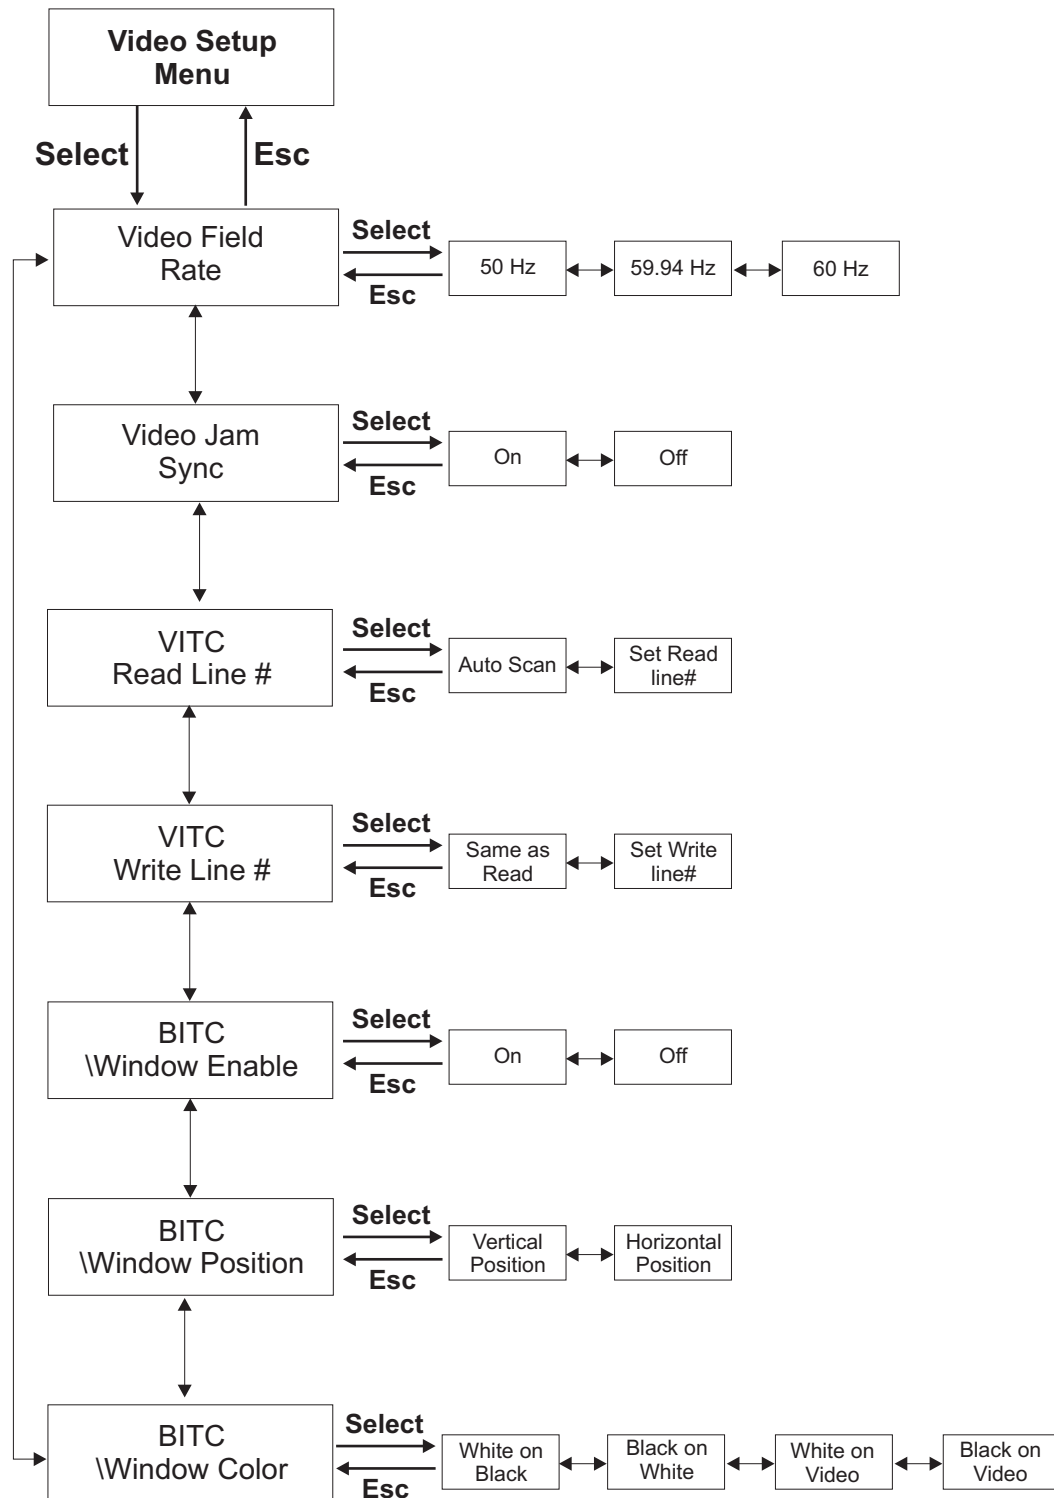 Video Setup
Menu
Select
Esc
Video Field
Rate
Select
Esc
50 Hz
59.94 Hz
60 Hz
Video Jam
Sync
Select
Esc
On
Off
VITC
Read Line #
Select
Esc
Auto Scan
Set Read
line#
VITC
Write Line #
Select
Esc
Same as
Read
Set Write
line#
BITC
\Window Enable
Select
Esc
On
Off
BITC
\Window Position
Select
Esc
Vertical
Position
Horizontal
Position
BITC
\Window Color
Select
Esc
White on
Black
Black on
White
White on
Video
Black on
Video